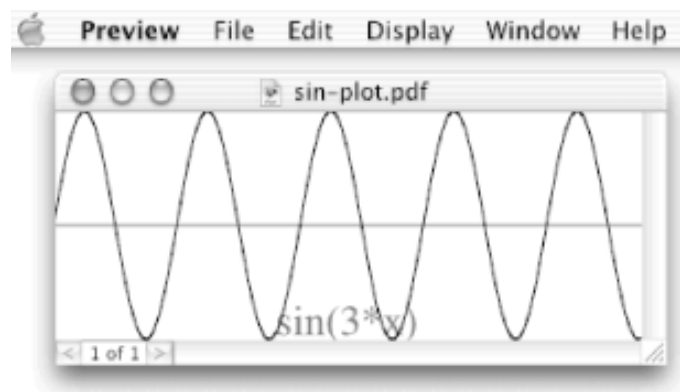 Preview File Edit Display Window Help
sin-plot.pdf
sin(3*x)
< 1 of 1 >